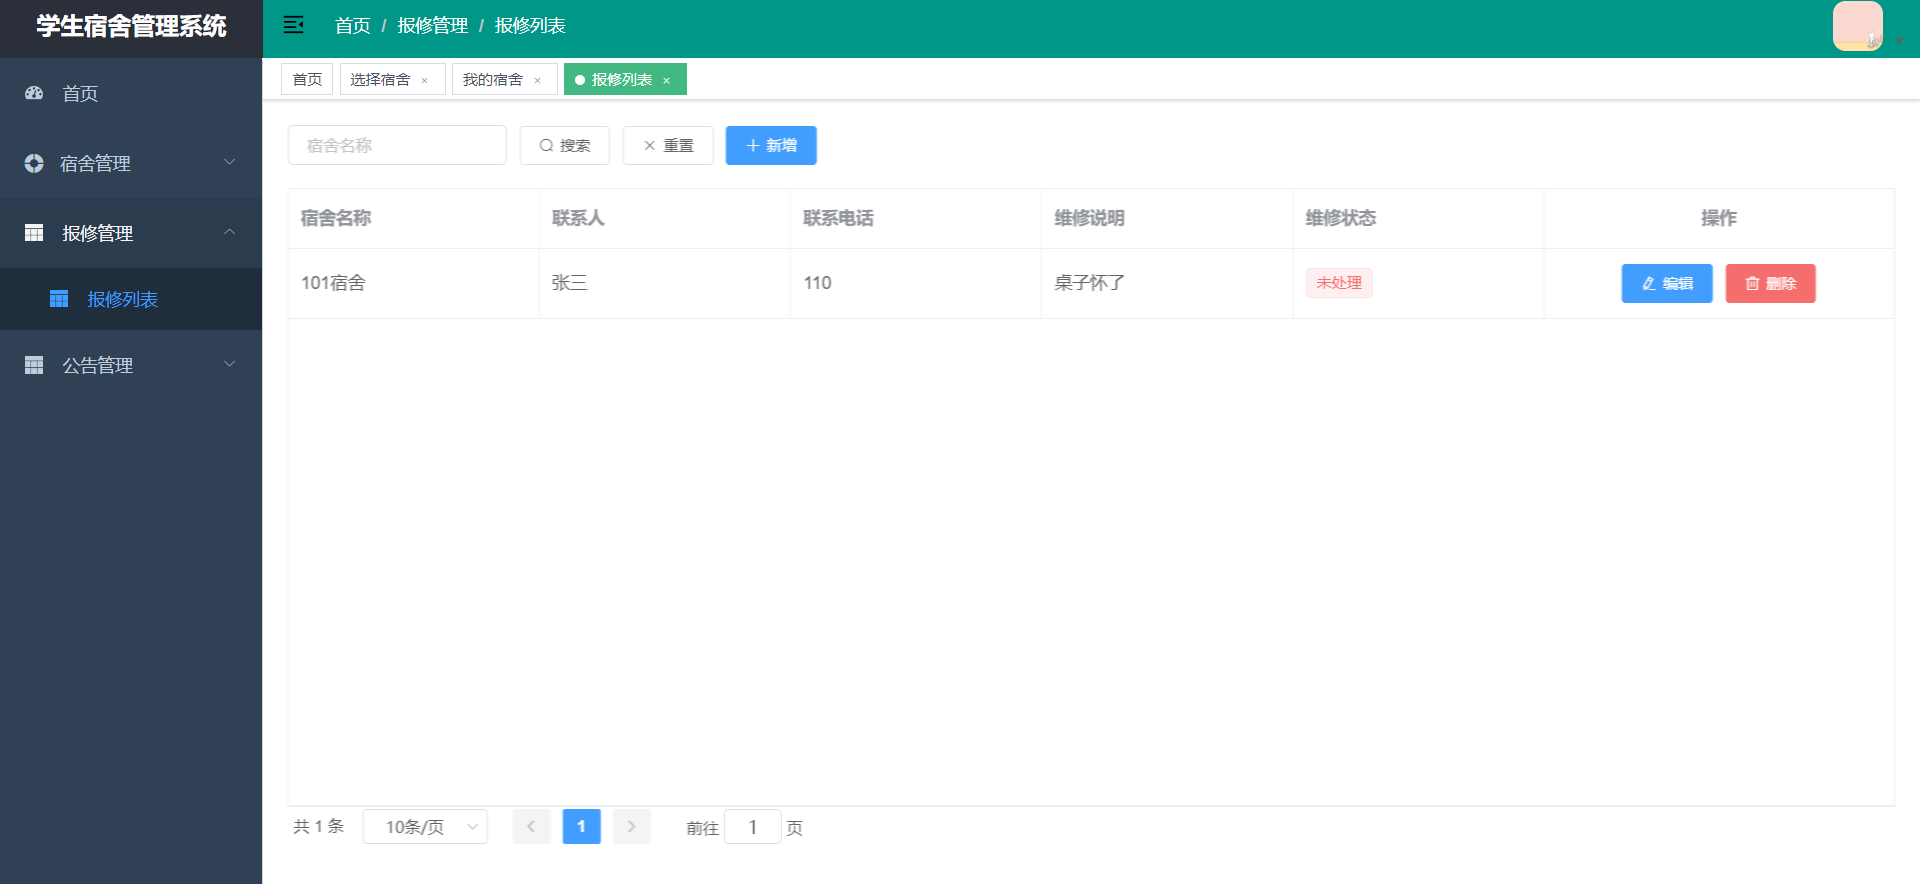 学生宿舍管理系统
首页 / 报修管理 / 报修列表
首页
宿舍管理
报修管理
报修列表
公告管理
首页 选择宿舍 × 我的宿舍 × 报修列表 ×
宿舍名称 搜索 重置 新增
宿舍名称 联系人 联系电话 维修说明 维修状态 操作
101宿舍 张三 110 桌子怀了 未处理 编辑 删除
共 1 条 10条/页 1 前往 1 页